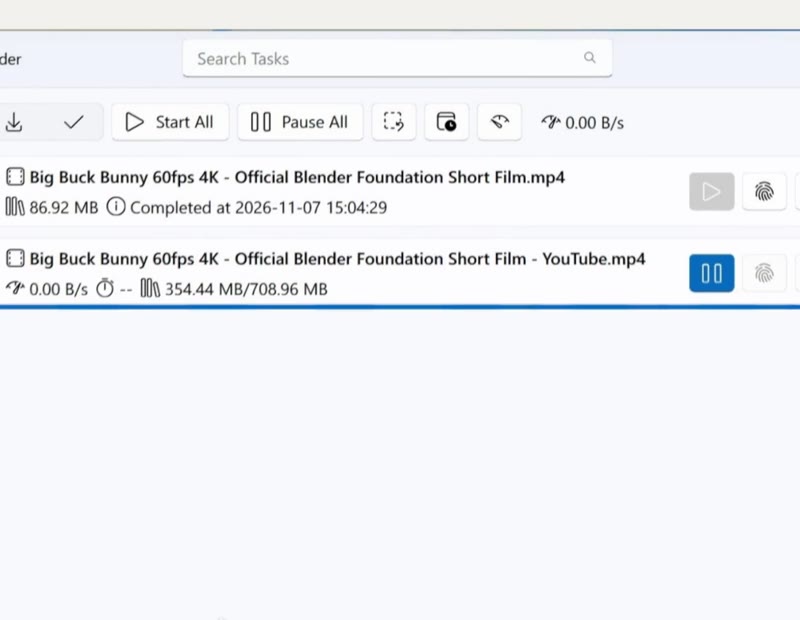 der
Search Tasks
Start All
Pause All
0.00 B/s
Big Buck Bunny 60fps 4K - Official Blender Foundation Short Film.mp4
86.92 MB Completed at 2026-11-07 15:04:29
Big Buck Bunny 60fps 4K - Official Blender Foundation Short Film - YouTube.mp4
0.00 B/s -- 354.44 MB/708.96 MB